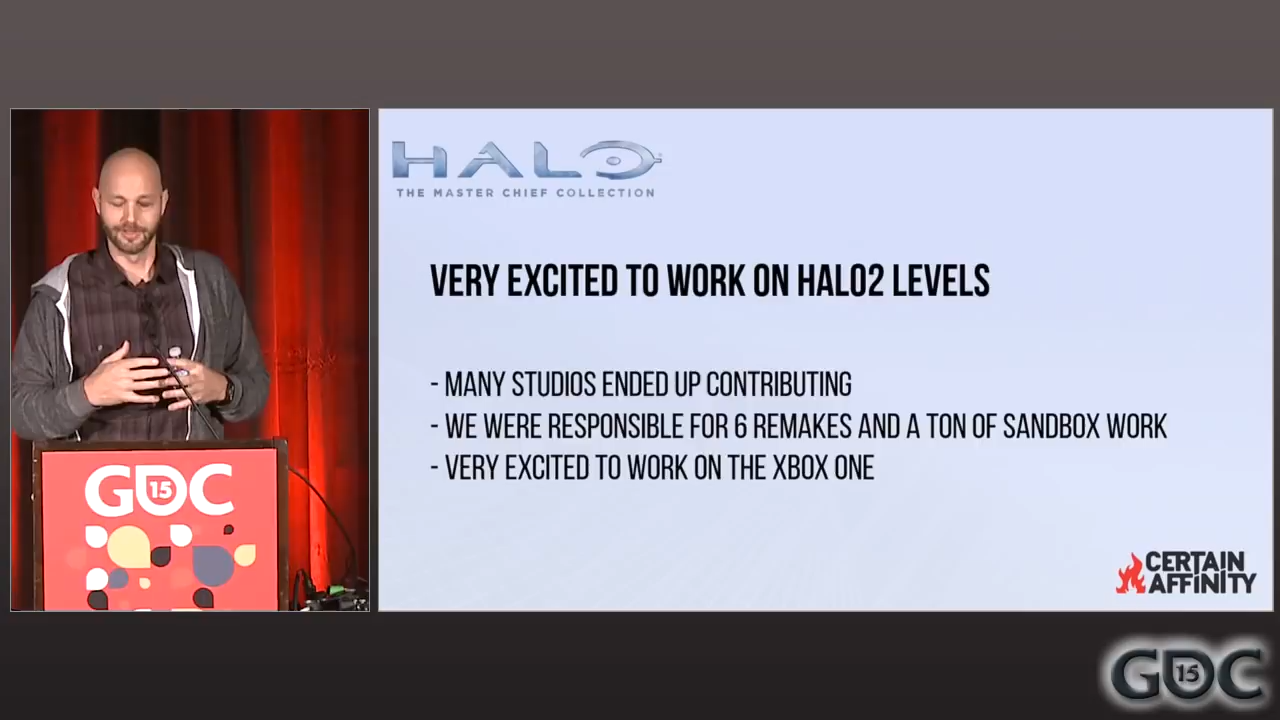 HALO
THE MASTER CHIEF COLLECTION
VERY EXCITED TO WORK ON HALO2 LEVELS
- MANY STUDIOS ENDED UP CONTRIBUTING
- WE WERE RESPONSIBLE FOR 6 REMAKES AND A TON OF SANDBOX WORK
- VERY EXCITED TO WORK ON THE XBOX ONE
CERTAIN
AFFINITY
GDC 15
GDC 15